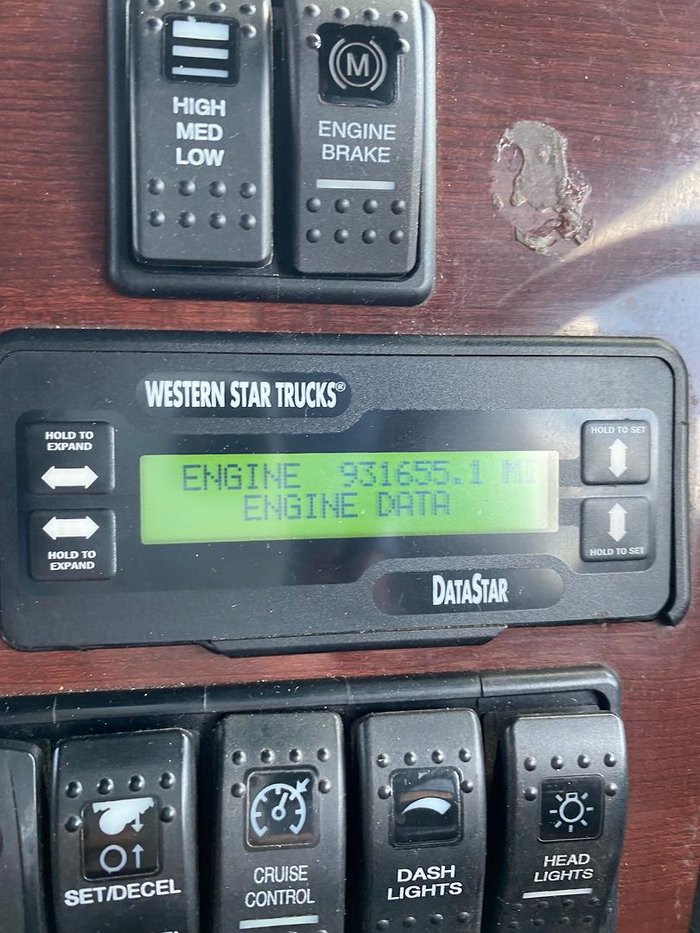 HIGH
MED
LOW
M
ENGINE
BRAKE
WESTERN STAR TRUCKS®
HOLD TO
EXPAND
HOLD TO
EXPAND
ENGINE 931655.1 MI
ENGINE DATA
HOLD TO SET
HOLD TO SET
DATASTAR
SET/DECEL
CRUISE
CONTROL
DASH
LIGHTS
HEAD
LIGHTS